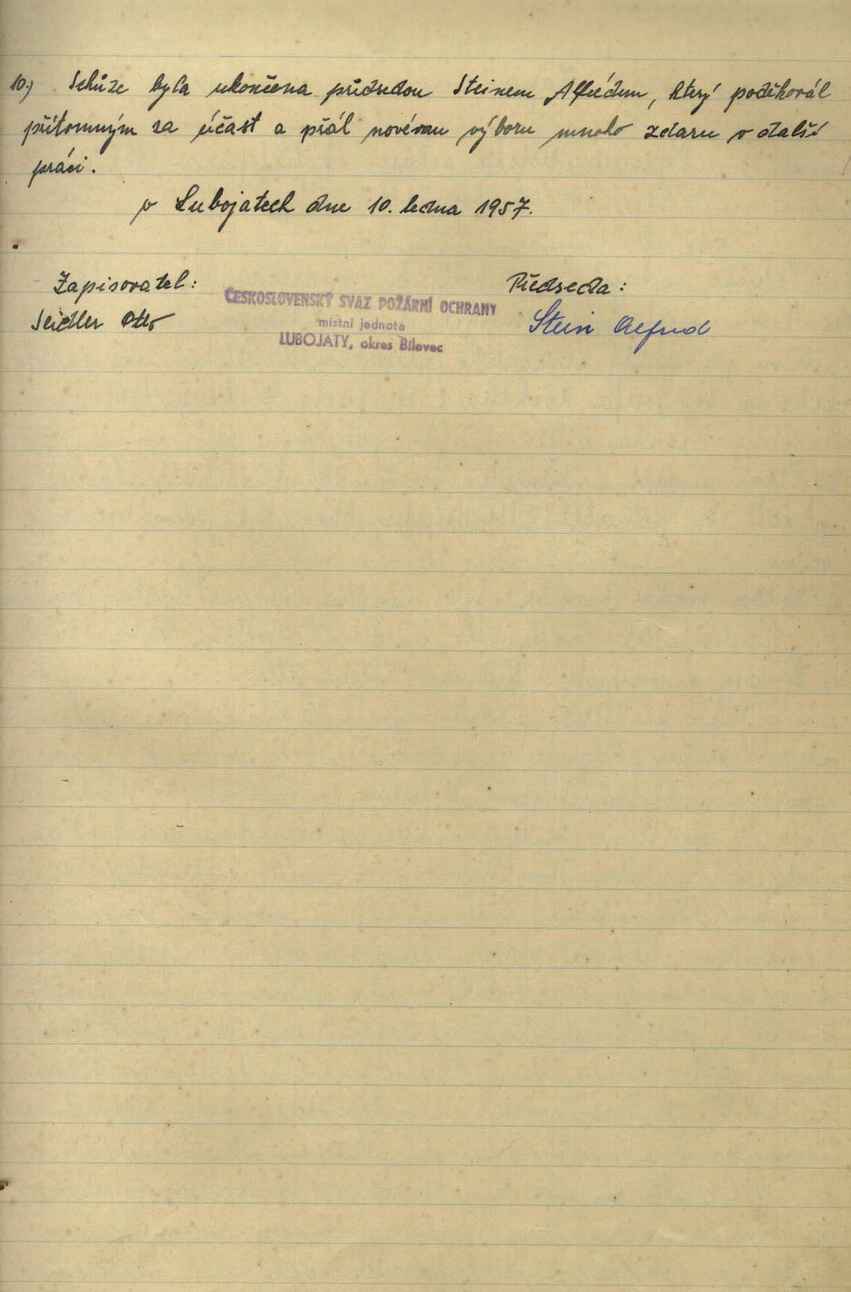 10.) Schůze byla ukončena předsedou Steinem Alfrédem, který poděkovál
přítomným za účast a přál novému výboru mnoho zdaru v další
práci.
v Lubojatech dne 10. ledna 1957.
Zapisovatel: Předseda:
Seidler Otto
ČESKOSLOVENSKÝ SVAZ POŽÁRNÍ OCHRANY
místní jednota
LUBOJATY, okres Bílovec
Stein Alfred